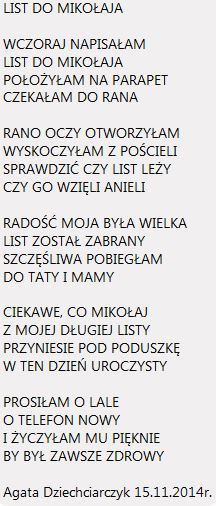 LIST DO MIKOŁAJA

WCZORAJ NAPISAŁAM
LIST DO MIKOŁAJA
POŁOŻYŁAM NA PARAPET
CZEKAŁAM DO RANA

RANO OCZY OTWORZYŁAM
WYSKOCZYŁAM Z POŚCIELI
SPRAWDZIĆ CZY LIST LEŻY
CZY GO WZIĘLI ANIELI

RADOŚĆ MOJA BYŁA WIELKA
LIST ZOSTAŁ ZABRANY
SZCZĘŚLIWA POBIEGŁAM
DO TATY I MAMY

CIEKAWE, CO MIKOŁAJ
Z MOJEJ DŁUGIEJ LISTY
PRZYNIESIE POD PODUSZKĘ
W TEN DZIEŃ UROCZYSTY

PROSIŁAM O LALE
O TELEFON NOWY
I ŻYCZYŁAM MU PIĘKNIE
BY BYŁ ZAWSZE ZDROWY

Agata Dziechciarczyk 15.11.2014r.